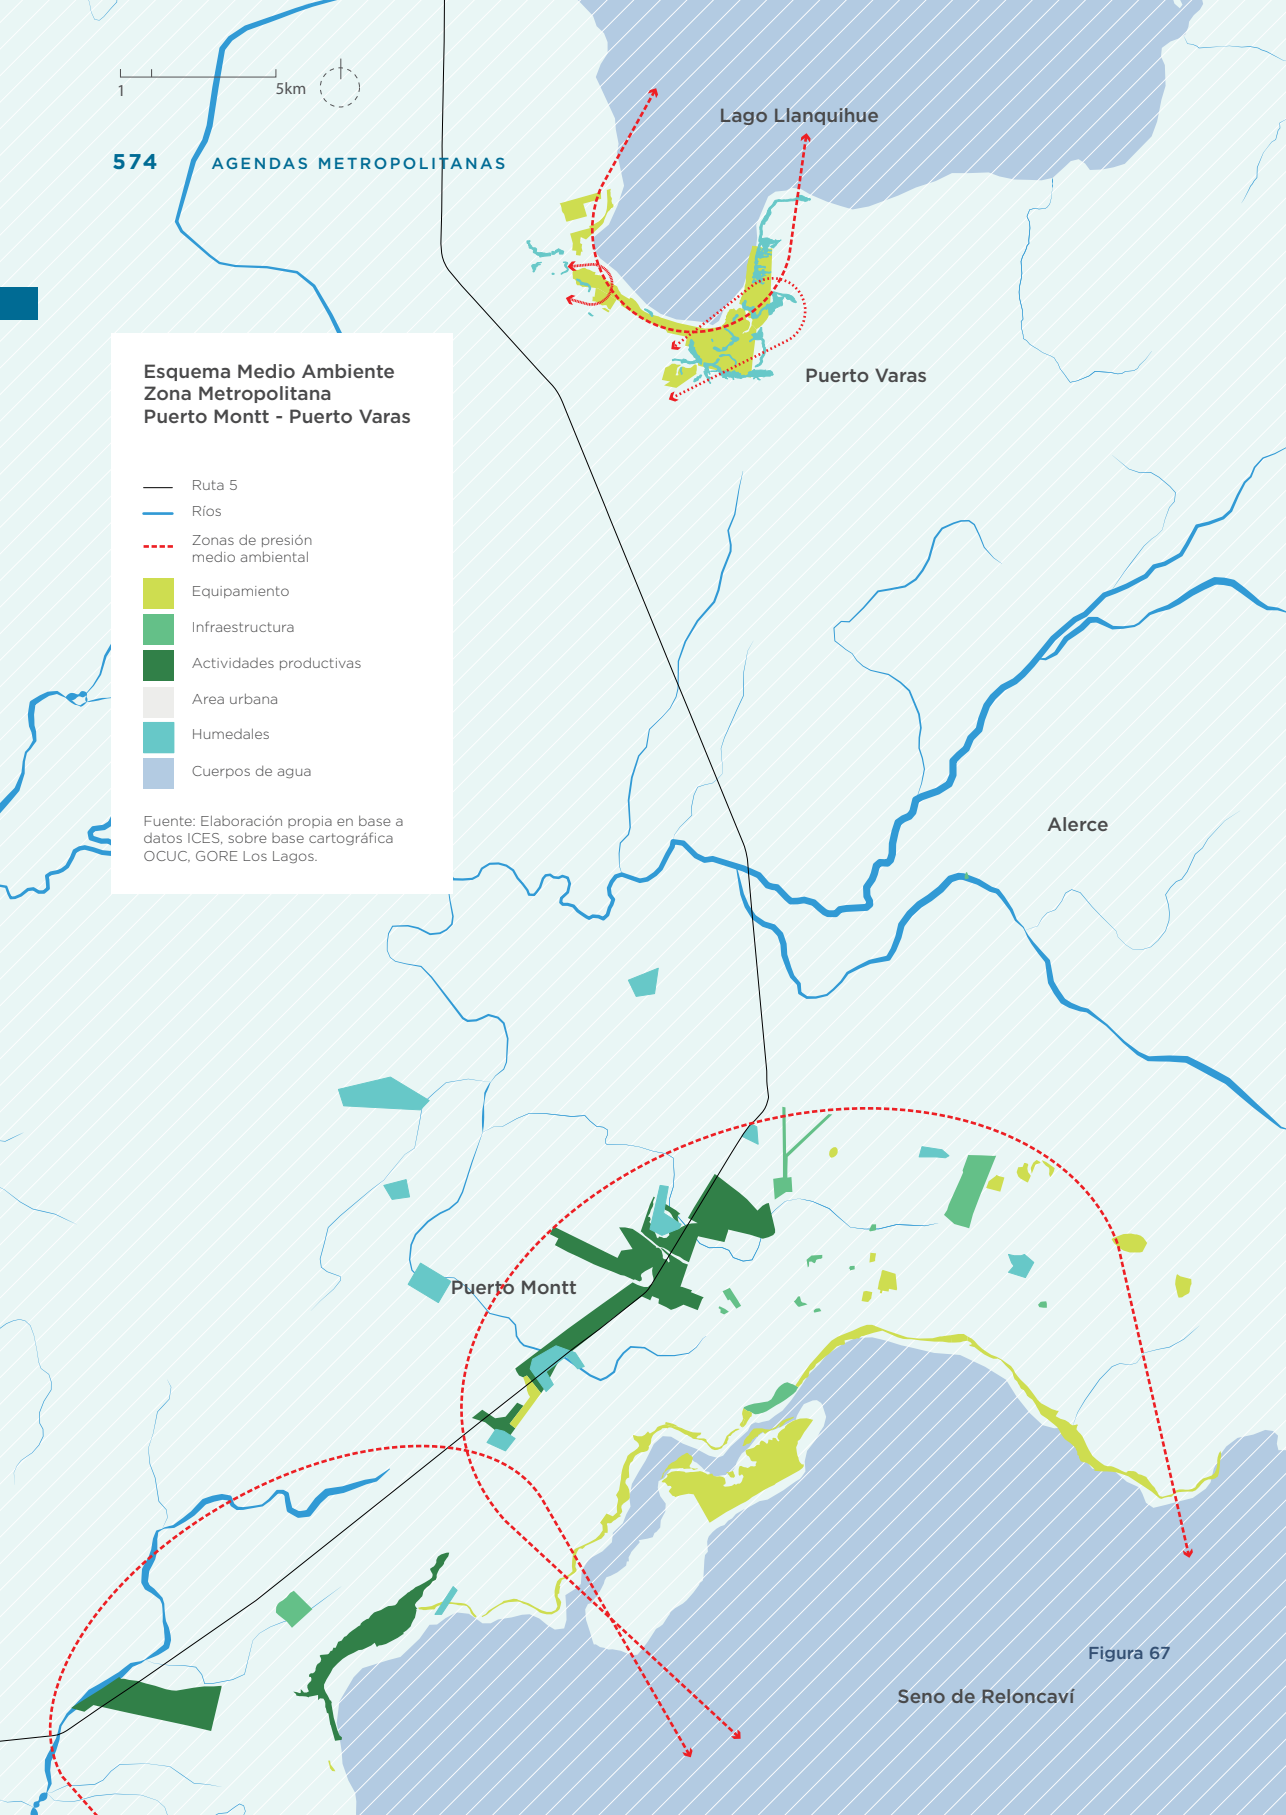 1
5km
Lago Llanquihue
574 AGENDAS METROPOLITANAS
Puerto Varas
Esquema Medio Ambiente
Zona Metropolitana
Puerto Montt - Puerto Varas
Ruta 5
Ríos
Zonas de presión
medio ambiental
Equipamiento
Infraestructura
Actividades productivas
Area urbana
Humedales
Cuerpos de agua
Fuente: Elaboración propia en base a
datos ICES, sobre base cartográfica
OCUC, GORE Los Lagos.
Alerce
Puerto Montt
Figura 67
Seno de Reloncaví